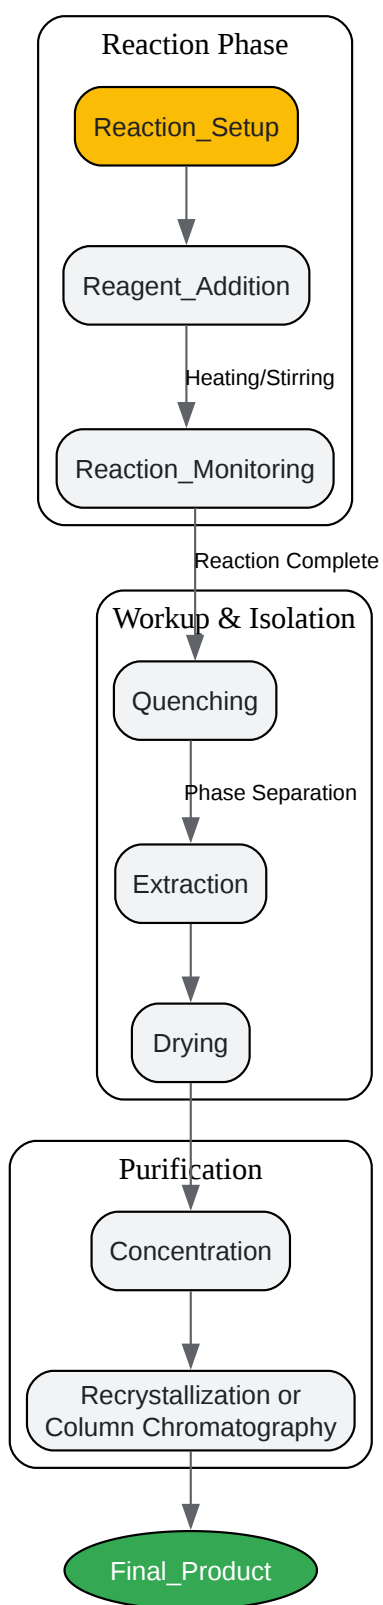 Reaction Phase
Reaction_Setup
Reagent_Addition
Heating/Stirring
Reaction_Monitoring
Reaction Complete
Workup & Isolation
Quenching
Phase Separation
Extraction
Drying
Purification
Concentration
Recrystallization or
Column Chromatography
Final_Product